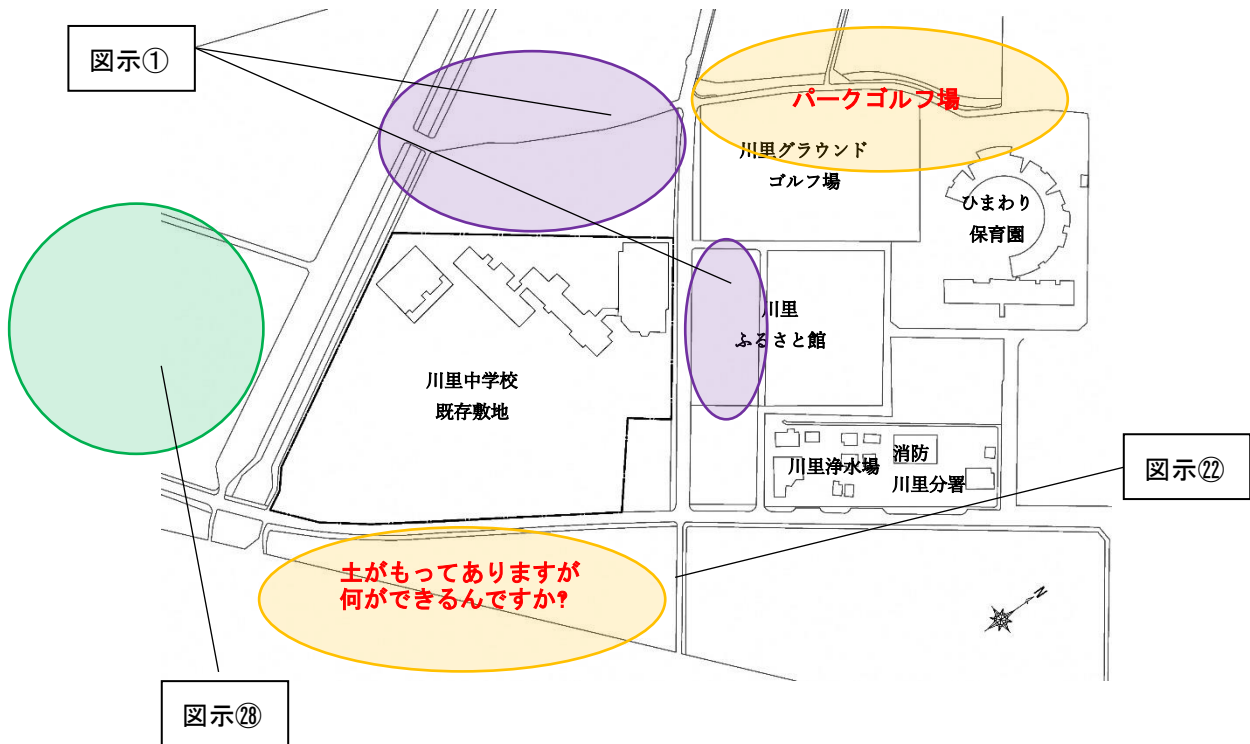 図示①
パークゴルフ場
川里グラウンド
ゴルフ場
ひまわり
保育園
川里
ふるさと館
川里中学校
既存敷地
川里浄水場
消防
川里分署
図示㉒
土がもってありますが
何ができるんですか?
N
図示㉘